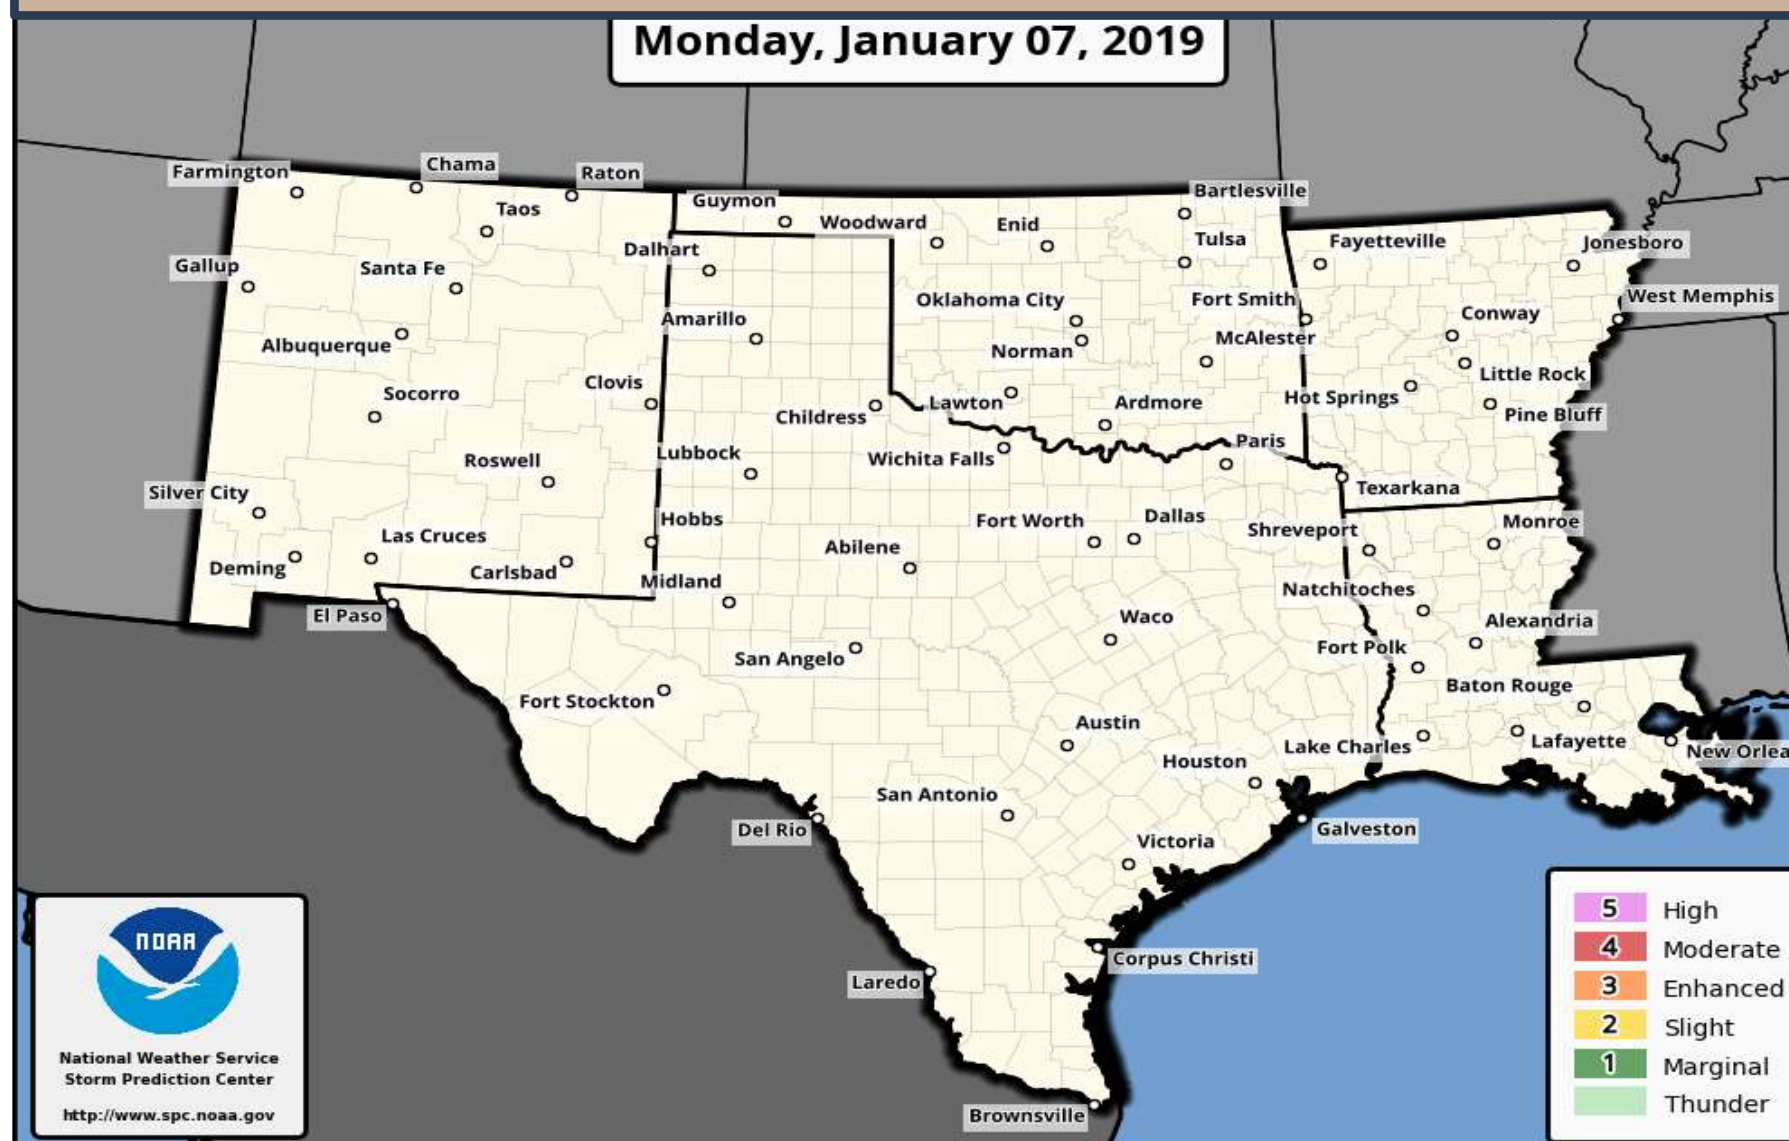 Monday, January 07, 2019
Farmington
Chama
Raton
Taos
Guymon
Woodward
Enid
Bartlesville
Tulsa
Fayetteville
Jonesboro
Gallup
Santa Fe
Dalhart
Oklahoma City
Fort Smith
West Memphis
Albuquerque
Amarillo
Norman
McAlester
Conway
Little Rock
Socorro
Clovis
Childress
Lawton
Ardmore
Hot Springs
Pine Bluff
Roswell
Lubbock
Wichita Falls
Paris
Texarkana
Silver City
Las Cruces
Hobbs
Fort Worth
Dallas
Shreveport
Monroe
Deming
Carlsbad
Midland
Abilene
Natchitoches
El Paso
Waco
Alexandria
San Angelo
Fort Polk
Fort Stockton
Baton Rouge
Austin
Lake Charles
Lafayette
New Orlea
Houston
San Antonio
Del Rio
Galveston
Victoria
Corpus Christi
Laredo
Brownsville
NOAA
National Weather Service
Storm Prediction Center
http://www.spc.noaa.gov
5 High
4 Moderate
3 Enhanced
2 Slight
1 Marginal
Thunder